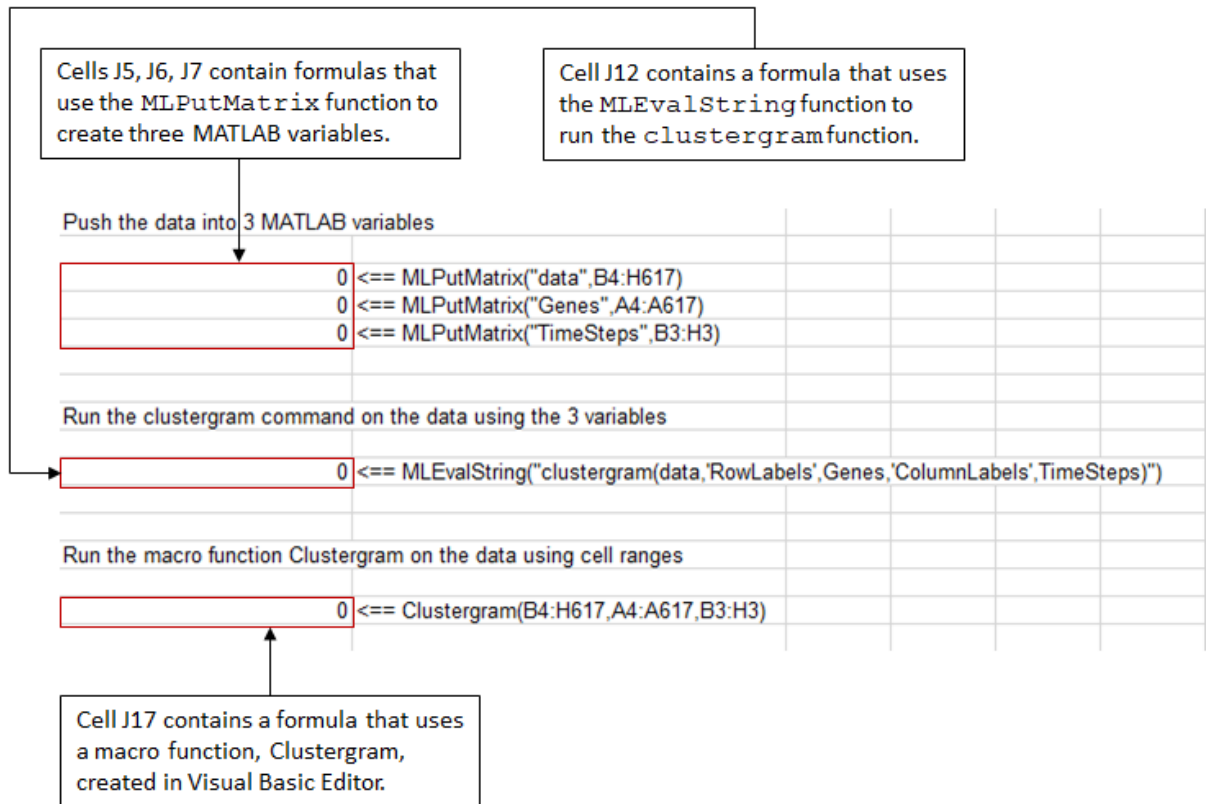 Cells J5, J6, J7 contain formulas that
use the MLPutMatrix function to
create three MATLAB variables.
Cell J12 contains a formula that uses
the MLEvalString function to
run the clustergram function.
Push the data into 3 MATLAB variables
0 <== MLPutMatrix("data",B4:H617)
0 <== MLPutMatrix("Genes",A4:A617)
0 <== MLPutMatrix("TimeSteps",B3:H3)
Run the clustergram command on the data using the 3 variables
0 <== MLEvalString("clustergram(data,'RowLabels',Genes,'ColumnLabels',TimeSteps)")
Run the macro function Clustergram on the data using cell ranges
0 <== Clustergram(B4:H617,A4:A617,B3:H3)
Cell J17 contains a formula that uses
a macro function, Clustergram,
created in Visual Basic Editor.